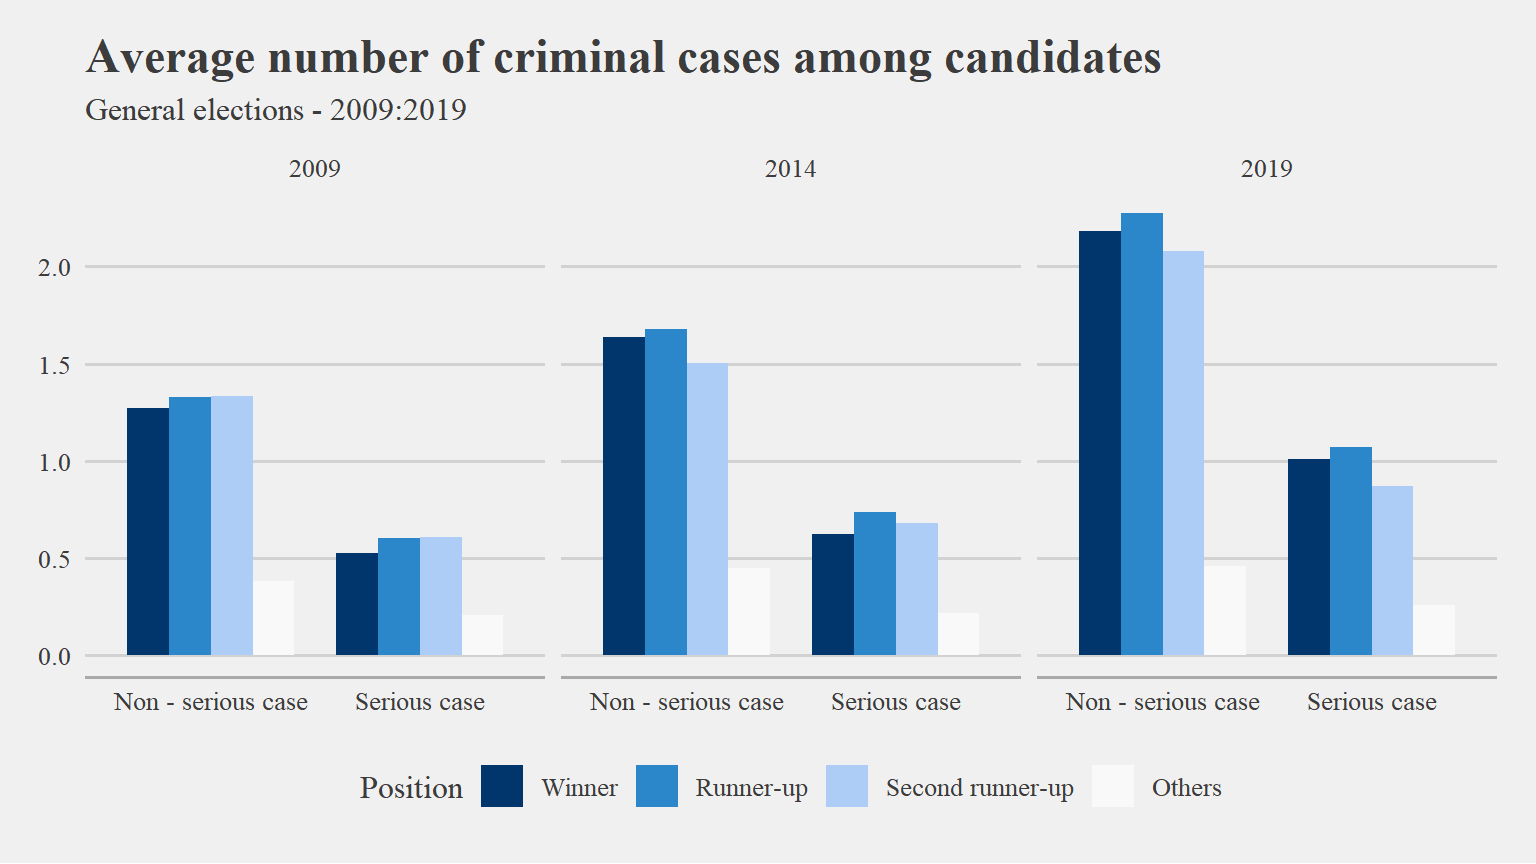 Average number of criminal cases among candidates
General elections - 2009:2019
2009 2014 2019
2.0
1.5
1.0
0.5
0.0
Non - serious case Serious case Non - serious case Serious case Non - serious case Serious case
Position Winner Runner-up Second runner-up Others